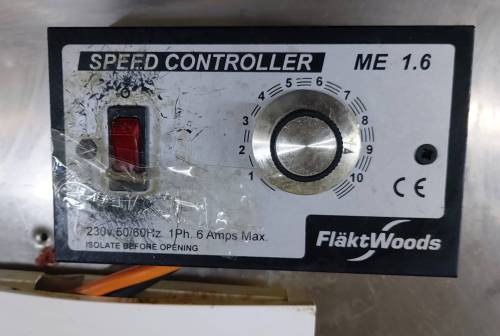 SPEED CONTROLLER ME 1.6
1 2 3 4 5 6 7 8 9 10
230v. 50/60Hz. 1Ph. 6 Amps Max.
ISOLATE BEFORE OPENING
CE
FläktWoods